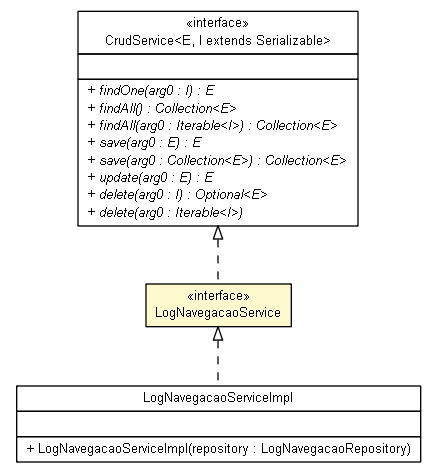 «interface»
CrudService<E, I extends Serializable>
+ findOne(arg0 : I) : E
+ findAll() : Collection<E>
+ findAll(arg0 : Iterable<I>) : Collection<E>
+ save(arg0 : E) : E
+ save(arg0 : Collection<E>) : Collection<E>
+ update(arg0 : E) : E
+ delete(arg0 : I) : Optional<E>
+ delete(arg0 : Iterable<I>)
«interface»
LogNavegacaoService
LogNavegacaoServiceImpl
+ LogNavegacaoServiceImpl(repository : LogNavegacaoRepository)